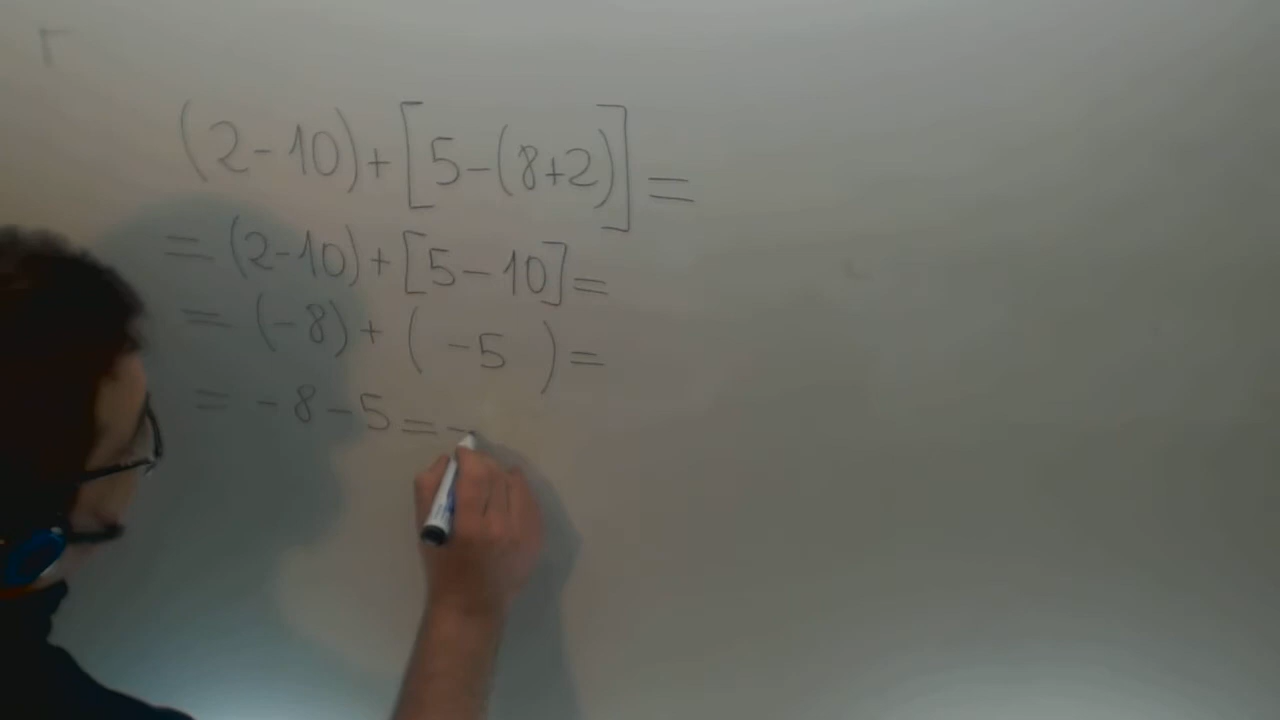 (2-10)+[5-(8+2)]=
=(2-10)+[5-10]=
=(-8)+( -5 )=
= -8-5=-